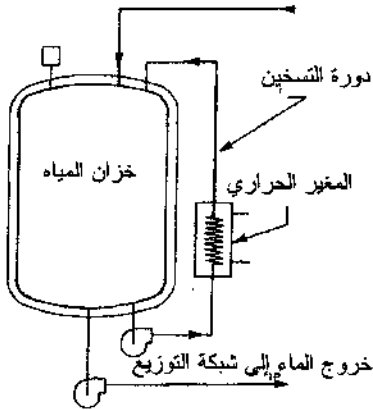 دورة التسخين
المغير الحراري
خزان المياه
خروج الماء إلى شبكة التوزيع